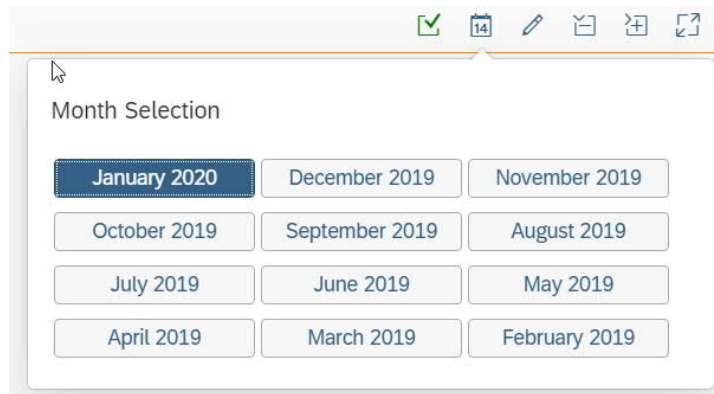 14
Month Selection
January 2020 December 2019 November 2019
October 2019 September 2019 August 2019
July 2019 June 2019 May 2019
April 2019 March 2019 February 2019